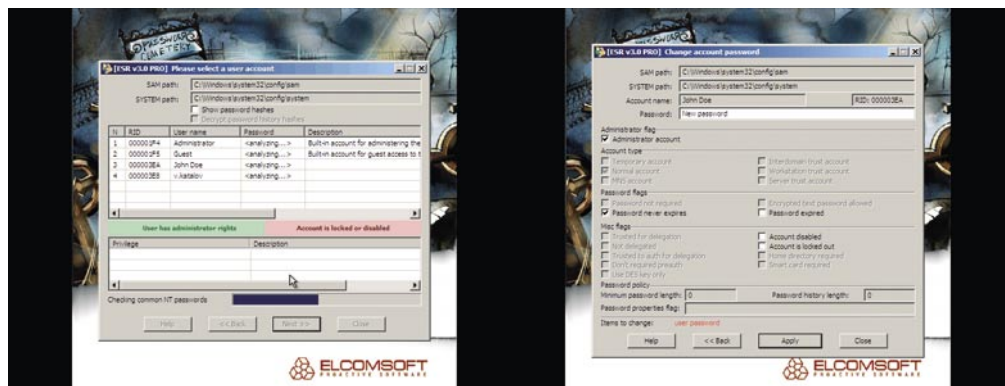 PASSWORD
CEMETERY
[ESR v3.0 PRO] Please select a user account
SAM path: C:\Windows\system32\config\sam
SYSTEM path: C:\Windows\system32\config\system
Show password hashes
Decrypt password history hashes
N RID User name Password Description
1 000001F4 Administrator <analyzing...> Built-in account for administering the
2 000001F5 Guest <analyzing...> Built-in account for guest access to t
3 000003EA John Doe <analyzing...>
4 000003E8 v.katalov <analyzing...>
User has administrator rights Account is locked or disabled
Privilege Description
Checking common NT passwords
Help << Back Next >> Close
ELCOMSOFT
PROACTIVE SOFTWARE
[ESR v3.0 PRO] Change account password
SAM path: C:\Windows\system32\config\sam
SYSTEM path: C:\Windows\system32\config\system
Account name: John Doe RID: 000003EA
Password: New password
Administrator flag
Administrator account
Account type
Temporary account Interdomain trust account
Normal account Workstation trust account
MNS account Server trust account
Password flags
Password not required Encrypted text password allowed
Password never expires Password expired
Misc flags
Trusted for delegation Account disabled
Not delegated Account is locked out
Trusted to auth for delegation Home directory required
Don't required preauth Smart card required
Use DES key only
Password policy
Minimum password length: 0 Password history length: 0
Password properties flag:
Items to change: user password
Help << Back Apply Close
ELCOMSOFT
PROACTIVE SOFTWARE